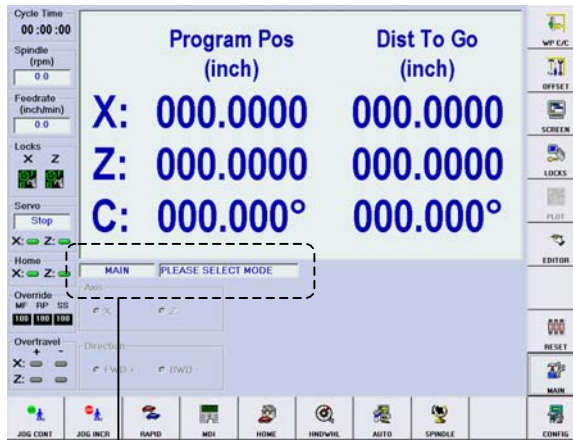 Cycle Time
00 :00 :00
Spindle
(rpm)
0.0
Feedrate
(inch/min)
0.0
Locks
X Z
Servo
Stop
X: Z:
Home
X: Z:
Override
MF RP SS
100 100 100
Overtravel
+ -
X:
Z:
Program Pos
(inch)
Dist To Go
(inch)
X: 000.0000 000.0000
Z: 000.0000 000.0000
C: 000.000° 000.000°
MAIN PLEASE SELECT MODE
Axis
X Z
Direction
FWD + BWD -
WP C/C
OFFSET
SCREEN
LOCKS
PLOT
EDITOR
RESET
MAIN
JOG CONT JOG INCR RAPID MDI HOME HNDWHL AUTO SPINDLE CONFIG